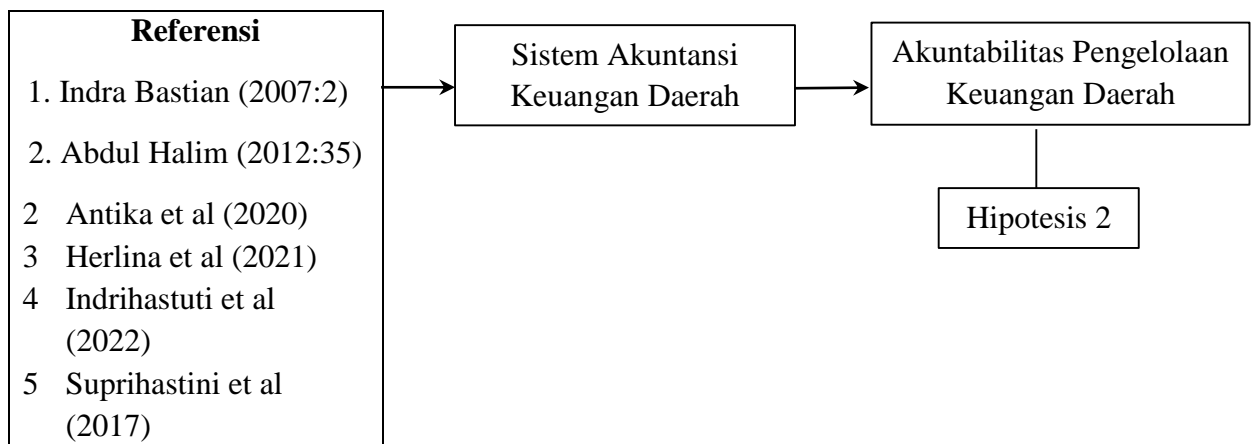 Referensi
1. Indra Bastian (2007:2)
2. Abdul Halim (2012:35)
2 Antika et al (2020)
3 Herlina et al (2021)
4 Indrihastuti et al
(2022)
5 Suprihastini et al
(2017)
Sistem Akuntansi
Keuangan Daerah
Akuntabilitas Pengelolaan
Keuangan Daerah
Hipotesis 2